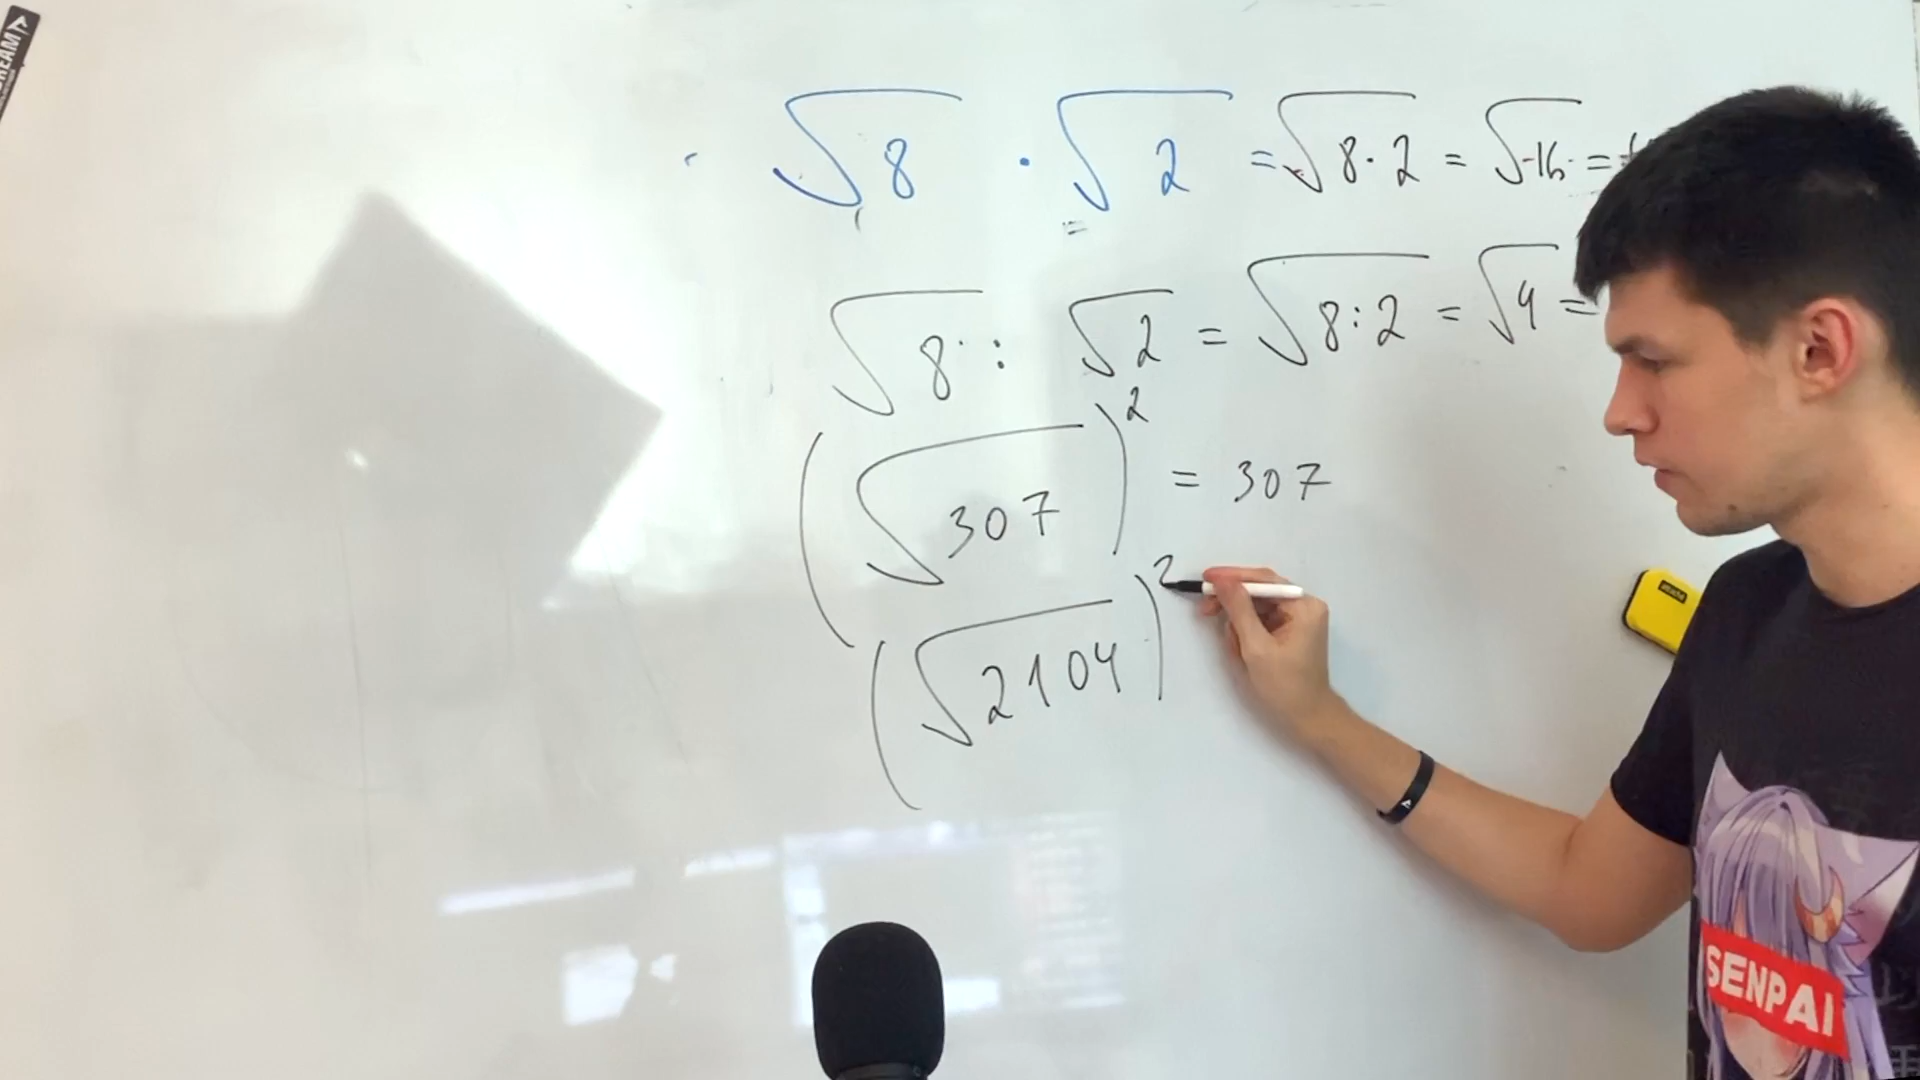 √8 · √2 = √8·2 = √16 =
√8 : √2 = √8:2 = √4 =
(√307)² = 307
(√2104)²
SENPAI